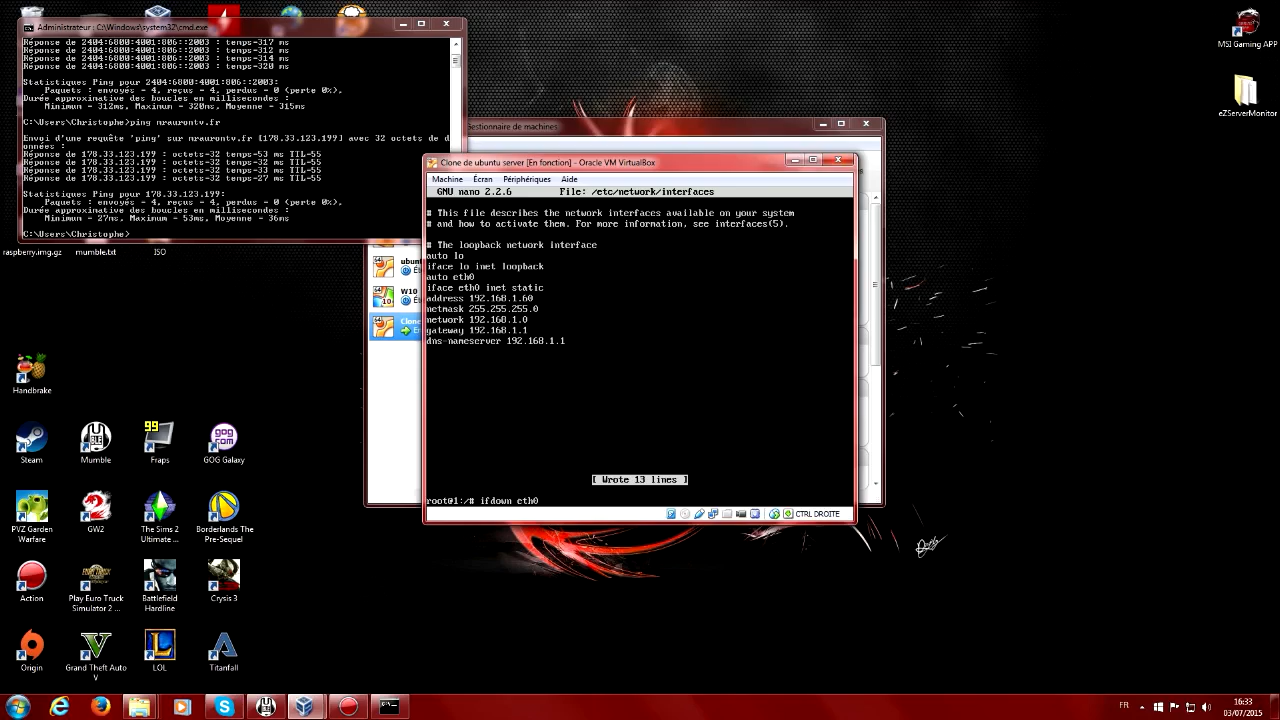 Administrateur : C:\Windows\system32\cmd.exe
Réponse de 2404:6800:4001:806::2003 : temps=317 ms
Réponse de 2404:6800:4001:806::2003 : temps=312 ms
Réponse de 2404:6800:4001:806::2003 : temps=314 ms
Réponse de 2404:6800:4001:806::2003 : temps=320 ms
Statistiques Ping pour 2404:6800:4001:806::2003:
Paquets : envoyés = 4, reçus = 4, perdus = 0 (perte 0%),
Durée approximative des boucles en millisecondes :
Minimum = 312ms, Maximum = 320ms, Moyenne = 315ms
C:\Users\Christophe>ping mraurontv.fr
Envoi d'une requête 'ping' sur mraurontv.fr [178.33.123.199] avec 32 octets de d
onnées :
Réponse de 178.33.123.199 : octets=32 temps=53 ms TTL=55
Réponse de 178.33.123.199 : octets=32 temps=32 ms TTL=55
Réponse de 178.33.123.199 : octets=32 temps=33 ms TTL=55
Réponse de 178.33.123.199 : octets=32 temps=27 ms TTL=55
Statistiques Ping pour 178.33.123.199:
Paquets : envoyés = 4, reçus = 4, perdus = 0 (perte 0%),
Durée approximative des boucles en millisecondes :
Minimum = 27ms, Maximum = 53ms, Moyenne = 36ms
C:\Users\Christophe>
raspberry.img.gz
mumble.txt
ISO
Gestionnaire de machines
ubuntu
W10
10
Clone
Clone de ubuntu server [En fonction] - Oracle VM VirtualBox
Machine Écran Périphériques Aide
GNU nano 2.2.6 File: /etc/network/interfaces
# This file describes the network interfaces available on your system
# and how to activate them. For more information, see interfaces(5).
# The loopback network interface
auto lo
iface lo inet loopback
auto eth0
iface eth0 inet static
address 192.168.1.60
netmask 255.255.255.0
network 192.168.1.0
gateway 192.168.1.1
dns-nameserver 192.168.1.1
[ Wrote 13 lines ]
root@1:/# ifdown eth0
CTRL DROITE
MSI Gaming APP
eZServerMonitor
Handbrake
Steam
Mumble
99
Fraps
GOG COM
GOG Galaxy
PVZ Garden Warfare
GW2
The Sims 2 Ultimate ...
Borderlands The Pre-Sequel
Action
Play Euro Truck Simulator 2 ...
Battlefield Hardline
Crysis 3
Origin
Grand Theft Auto V
LOL
Titanfall
FR
16:33
03/07/2015